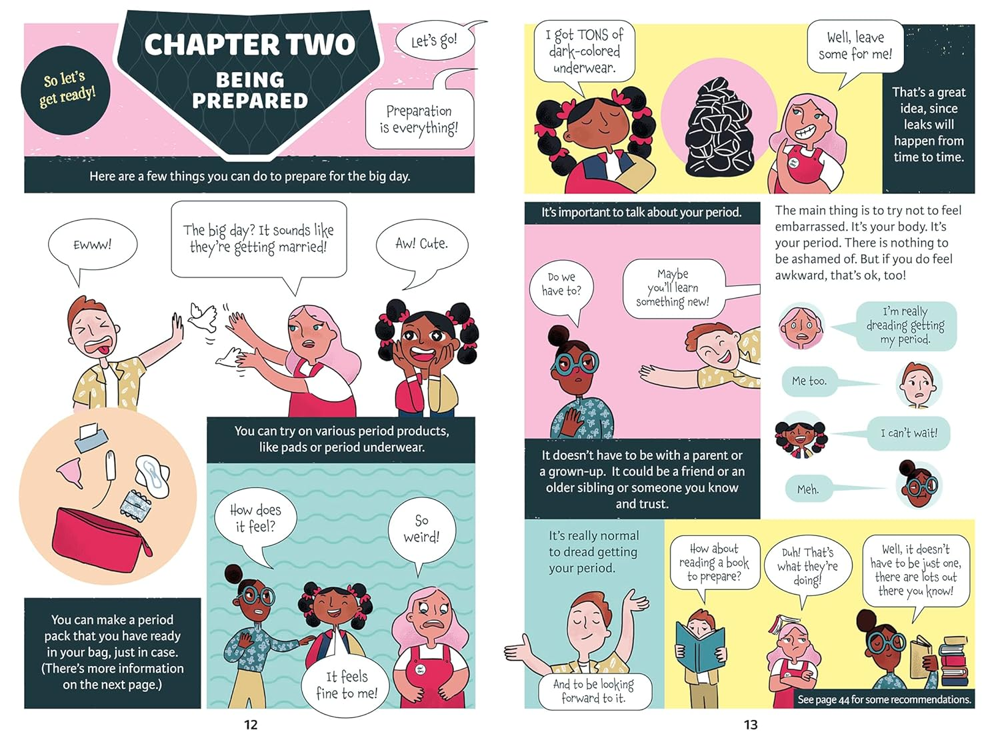 CHAPTER TWO
BEING
PREPARED
So let's
get ready!
Let's go!
Preparation
is everything!
Here are a few things you can do to prepare for the big day.
Ewww!
The big day? It sounds like
they're getting married!
Aw! Cute.
You can try on various period products,
like pads or period underwear.
How does
it feel?
So
weird!
It feels
fine to me!
You can make a period
pack that you have ready
in your bag, just in case.
(There's more information
on the next page.)
12
I got TONS of
dark-colored
underwear.
Well, leave
some for me!
That's a great
idea, since
leaks will
happen from
time to time.
It's important to talk about your period.
Do we
have to?
Maybe
you'll learn
something new!
It doesn't have to be with a parent or
a grown-up. It could be a friend or an
older sibling or someone you know
and trust.
The main thing is to try not to feel
embarrassed. It's your body. It's
your period. There is nothing to
be ashamed of. But if you do feel
awkward, that's ok, too!
I'm really
dreading getting
my period.
Me too.
I can't wait!
Meh.
It's really normal
to dread getting
your period.
And to be looking
forward to it.
How about
reading a book
to prepare?
Duh! That's
what they're
doing!
Well, it doesn't
have to be just one,
there are lots out
there you know!
See page 44 for some recommendations.
13